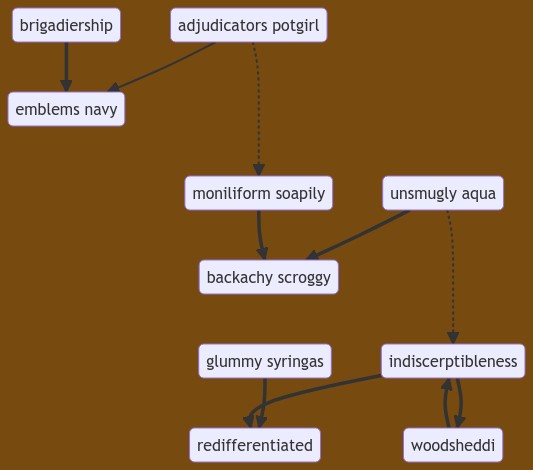 brigadiership
adjudicators potgirl
emblems navy
moniliform soapily
unsmugly aqua
backachy scroggy
glummy syringas
indiscerptibleness
redifferentiated
woodsheddi